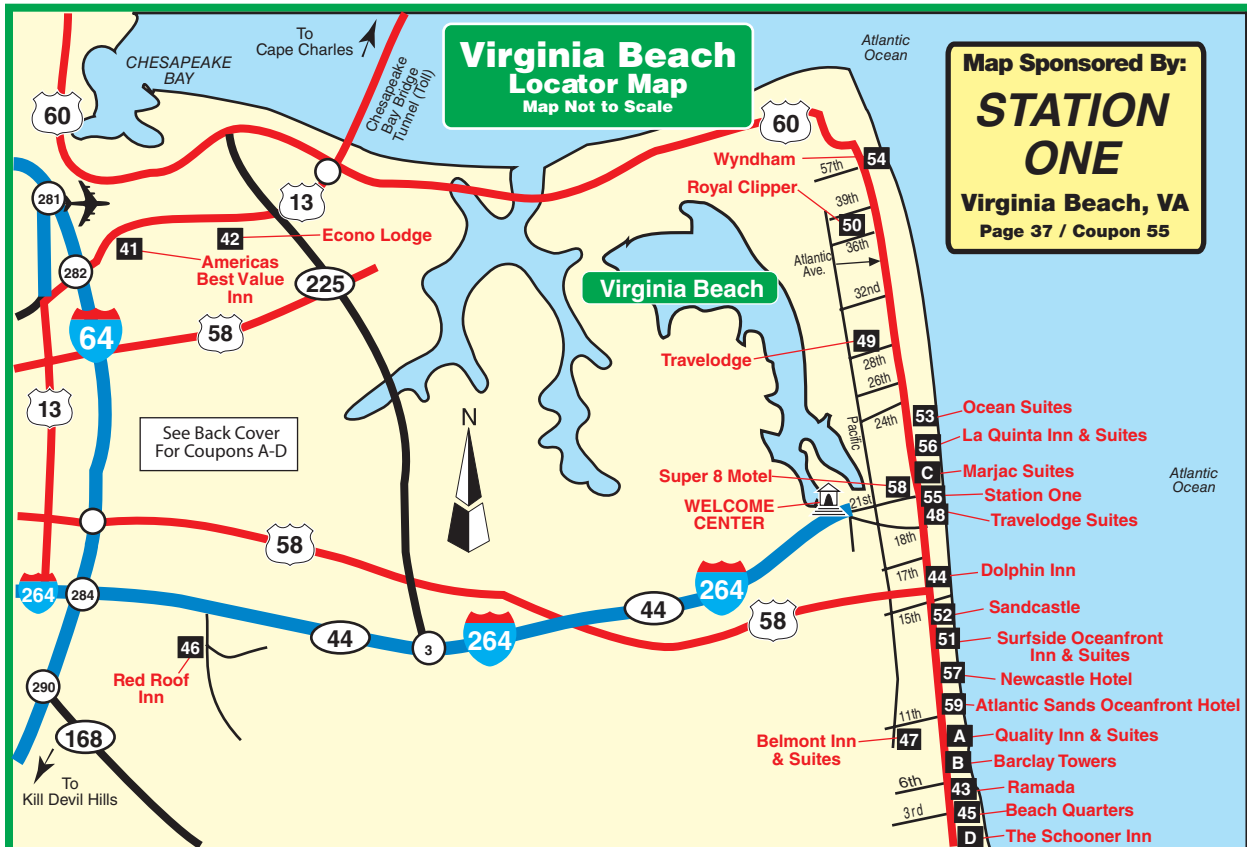 Virginia Beach
Locator Map
Map Not to Scale
Map Sponsored By:
STATION
ONE
Virginia Beach, VA
Page 37 / Coupon 55
To
Cape Charles
CHESAPEAKE
BAY
Chesapeake
Bay Bridge
Tunnel (Toll)
Atlantic
Ocean
60
60
Wyndham
54
57th
Royal Clipper
39th
50
36th
Atlantic
Ave.
281
13
41
42
Econo Lodge
Americas
Best Value
Inn
282
225
Virginia Beach
32nd
64
58
Travelodge
49
28th
26th
13
24th
Pacific
See Back Cover
For Coupons A-D
N
53
Ocean Suites
56
La Quinta Inn & Suites
C
Marjac Suites
Atlantic
Ocean
Super 8 Motel
58
55
Station One
WELCOME
CENTER
21st
48
Travelodge Suites
58
18th
17th
44
Dolphin Inn
264
284
264
44
58
15th
52
Sandcastle
44
3
264
51
Surfside Oceanfront
Inn & Suites
46
Red Roof
Inn
57
Newcastle Hotel
290
59
Atlantic Sands Oceanfront Hotel
11th
168
Belmont Inn
& Suites
47
A
Quality Inn & Suites
B
Barclay Towers
To
Kill Devil Hills
6th
43
Ramada
3rd
45
Beach Quarters
D
The Schooner Inn